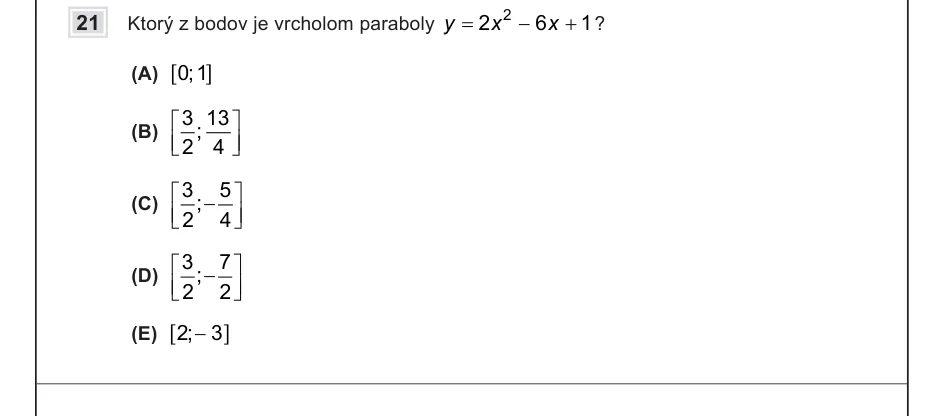 21 Ktorý z bodov je vrcholom paraboly y = 2x² − 6x + 1?
(A) [0; 1]
(B) [3/2; 13/4]
(C) [3/2; −5/4]
(D) [3/2; −7/2]
(E) [2; − 3]